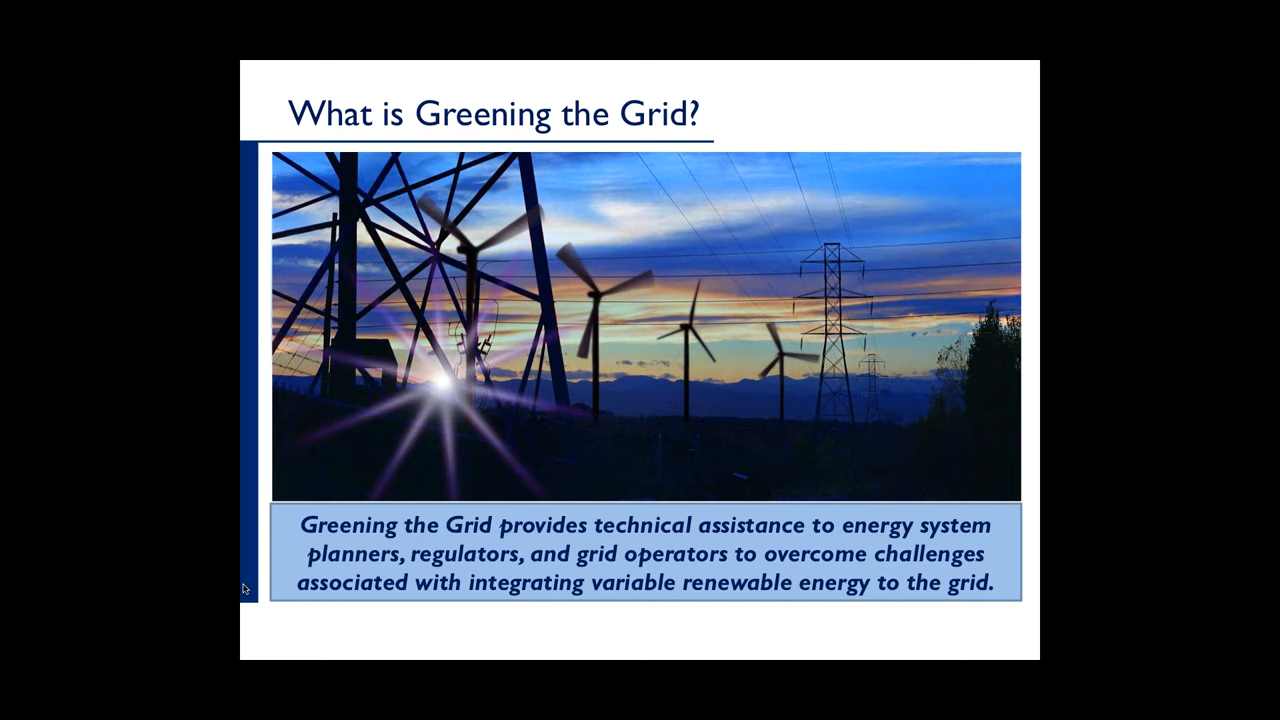 What is Greening the Grid?
Greening the Grid provides technical assistance to energy system
planners, regulators, and grid operators to overcome challenges
associated with integrating variable renewable energy to the grid.